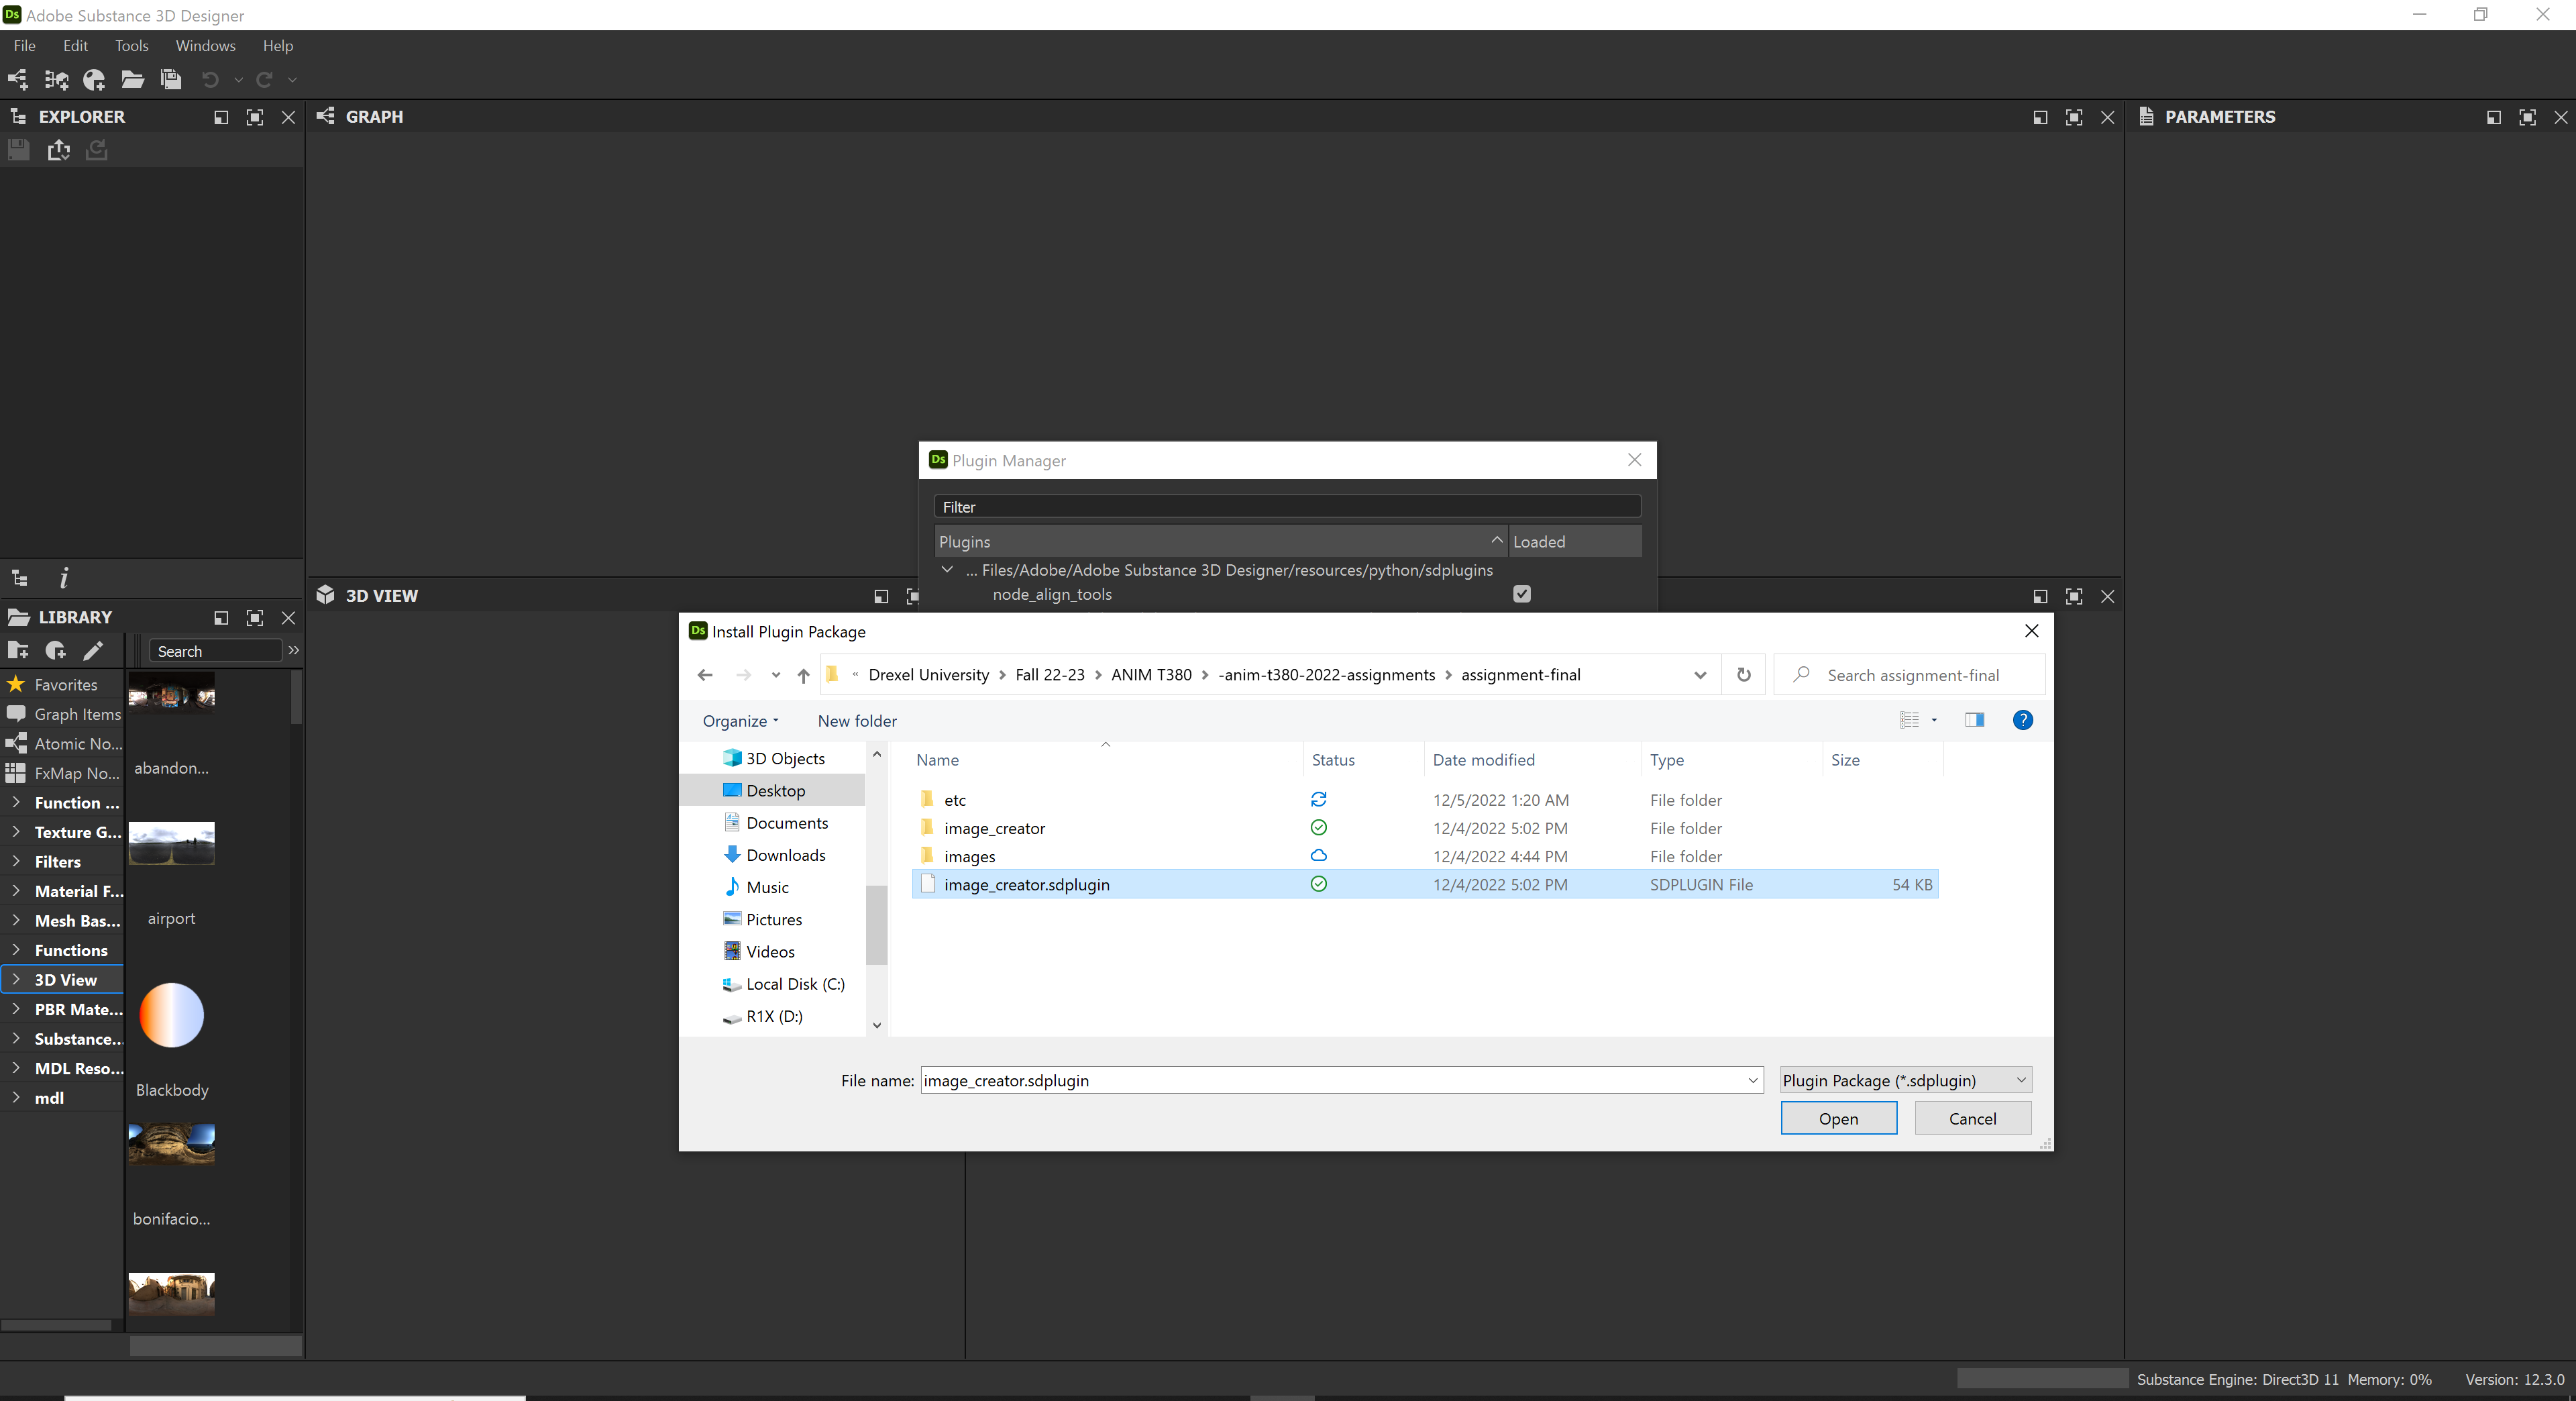 Ds Adobe Substance 3D Designer
File Edit Tools Windows Help
EXPLORER
GRAPH
PARAMETERS
Ds Plugin Manager
Filter
Plugins Loaded
... Files/Adobe/Adobe Substance 3D Designer/resources/python/sdplugins
node_align_tools
i
3D VIEW
LIBRARY
Search »
Favorites
Graph Items
Atomic No...
FxMap No...
Function ...
Texture G...
Filters
Material F...
Mesh Bas...
Functions
3D View
PBR Mate...
Substance...
MDL Reso...
mdl
abandon...
airport
Blackbody
bonifacio...
Ds Install Plugin Package
« Drexel University > Fall 22-23 > ANIM T380 > -anim-t380-2022-assignments > assignment-final
Search assignment-final
Organize New folder ?
3D Objects
Desktop
Documents
Downloads
Music
Pictures
Videos
Local Disk (C:)
R1X (D:)
Name Status Date modified Type Size
etc 12/5/2022 1:20 AM File folder
image_creator 12/4/2022 5:02 PM File folder
images 12/4/2022 4:44 PM File folder
image_creator.sdplugin 12/4/2022 5:02 PM SDPLUGIN File 54 KB
File name: image_creator.sdplugin Plugin Package (*.sdplugin)
Open Cancel
Substance Engine: Direct3D 11 Memory: 0% Version: 12.3.0